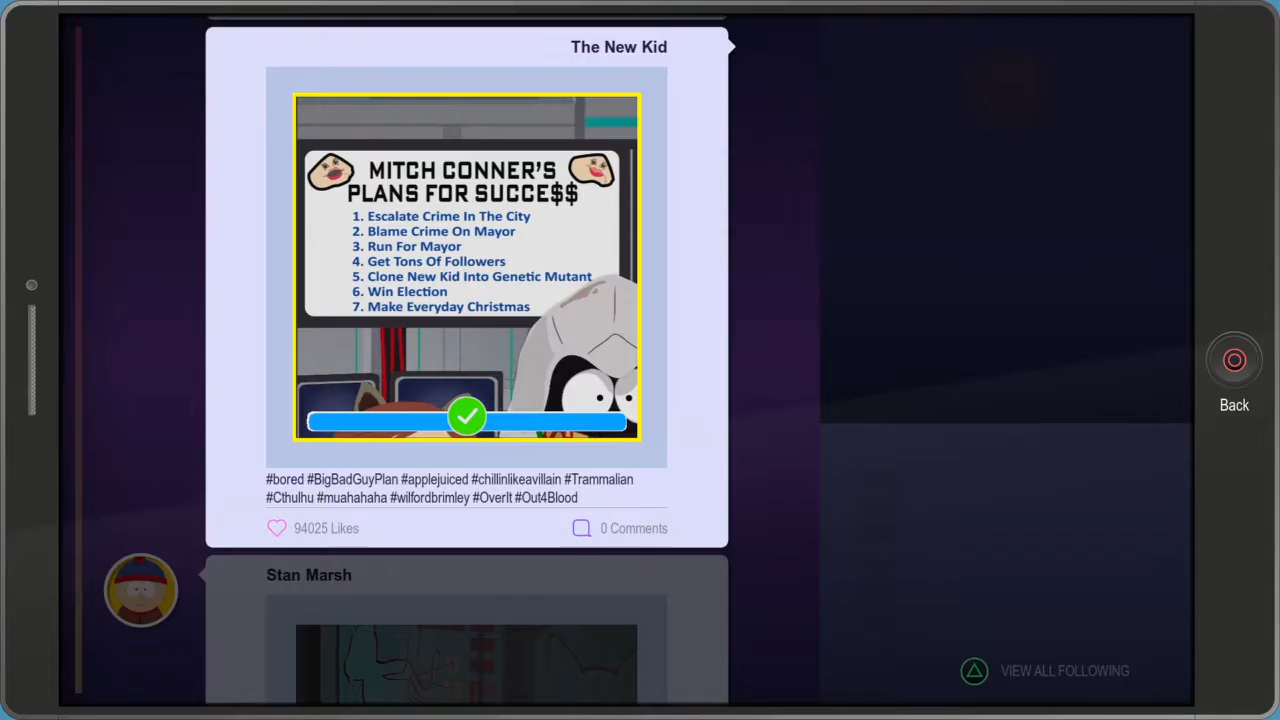 The New Kid
MITCH CONNER'S
PLANS FOR SUCCE$$
1. Escalate Crime In The City
2. Blame Crime On Mayor
3. Run For Mayor
4. Get Tons Of Followers
5. Clone New Kid Into Genetic Mutant
6. Win Election
7. Make Everyday Christmas
#bored #BigBadGuyPlan #applejuiced #chillinlikeavillain #Trammalian
#Cthulhu #muahahaha #wilfordbrimley #OverIt #Out4Blood
94025 Likes
0 Comments
Back
Stan Marsh
VIEW ALL FOLLOWING